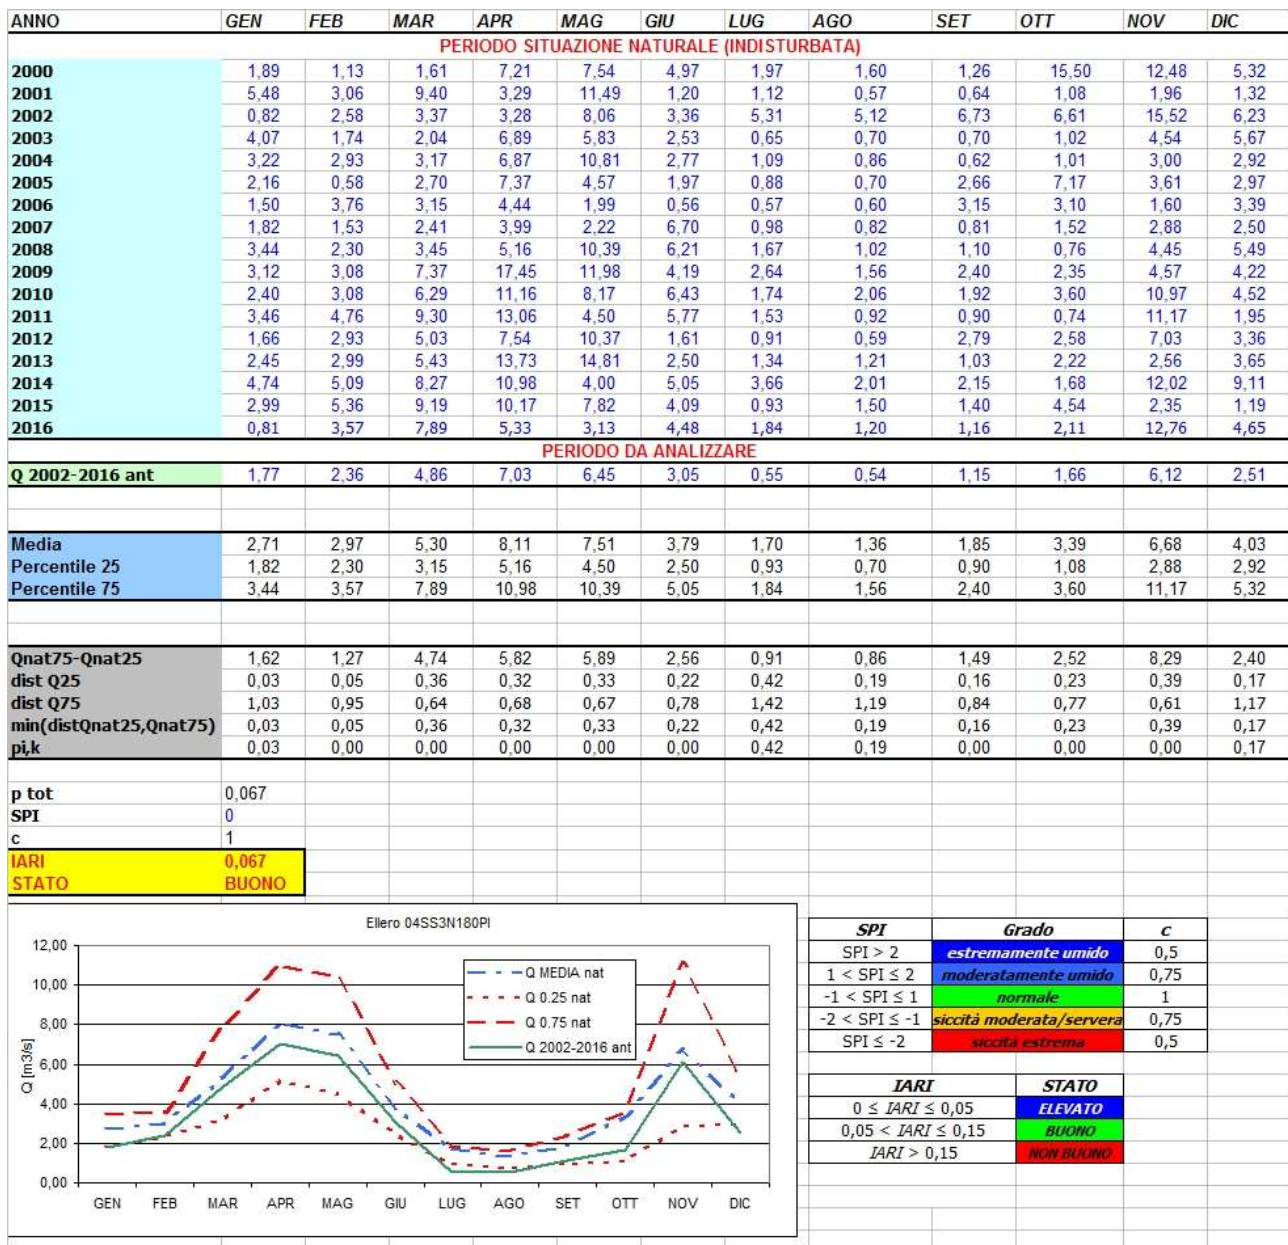 ANNO GEN FEB MAR APR MAG GIU LUG AGO SET OTT NOV DIC
PERIODO SITUAZIONE NATURALE (INDISTURBATA)
2000 1,89 1,13 1,61 7,21 7,54 4,97 1,97 1,60 1,26 15,50 12,48 5,32
2001 5,48 3,06 9,40 3,29 11,49 1,20 1,12 0,57 0,64 1,08 1,96 1,32
2002 0,82 2,58 3,37 3,28 8,06 3,36 5,31 5,12 6,73 6,61 15,52 6,23
2003 4,07 1,74 2,04 6,89 5,83 2,53 0,65 0,70 0,70 1,02 4,54 5,67
2004 3,22 2,93 3,17 6,87 10,81 2,77 1,09 0,86 0,62 1,01 3,00 2,92
2005 2,16 0,58 2,70 7,37 4,57 1,97 0,88 0,70 2,66 7,17 3,61 2,97
2006 1,50 3,76 3,15 4,44 1,99 0,56 0,57 0,60 3,15 3,10 1,60 3,39
2007 1,82 1,53 2,41 3,99 2,22 6,70 0,98 0,82 0,81 1,52 2,88 2,50
2008 3,44 2,30 3,45 5,16 10,39 6,21 1,67 1,02 1,10 0,76 4,45 5,49
2009 3,12 3,08 7,37 17,45 11,98 4,19 2,64 1,56 2,40 2,35 4,57 4,22
2010 2,40 3,08 6,29 11,16 8,17 6,43 1,74 2,06 1,92 3,60 10,97 4,52
2011 3,46 4,76 9,30 13,06 4,50 5,77 1,53 0,92 0,90 0,74 11,17 1,95
2012 1,66 2,93 5,03 7,54 10,37 1,61 0,91 0,59 2,79 2,58 7,03 3,36
2013 2,45 2,99 5,43 13,73 14,81 2,50 1,34 1,21 1,03 2,22 2,56 3,65
2014 4,74 5,09 8,27 10,98 4,00 5,05 3,66 2,01 2,15 1,68 12,02 9,11
2015 2,99 5,36 9,19 10,17 7,82 4,09 0,93 1,50 1,40 4,54 2,35 1,19
2016 0,81 3,57 7,89 5,33 3,13 4,48 1,84 1,20 1,16 2,11 12,76 4,65
PERIODO DA ANALIZZARE
Q 2002-2016 ant 1,77 2,36 4,86 7,03 6,45 3,05 0,55 0,54 1,15 1,66 6,12 2,51
Media 2,71 2,97 5,30 8,11 7,51 3,79 1,70 1,36 1,85 3,39 6,68 4,03
Percentile 25 1,82 2,30 3,15 5,16 4,50 2,50 0,93 0,70 0,90 1,08 2,88 2,92
Percentile 75 3,44 3,57 7,89 10,98 10,39 5,05 1,84 1,56 2,40 3,60 11,17 5,32
Qnat75-Qnat25 1,62 1,27 4,74 5,82 5,89 2,56 0,91 0,86 1,49 2,52 8,29 2,40
dist Q25 0,03 0,05 0,36 0,32 0,33 0,22 0,42 0,19 0,16 0,23 0,39 0,17
dist Q75 1,03 0,95 0,64 0,68 0,67 0,78 1,42 1,19 0,84 0,77 0,61 1,17
min(distQnat25,Qnat75) 0,03 0,05 0,36 0,32 0,33 0,22 0,42 0,19 0,16 0,23 0,39 0,17
pi,k 0,03 0,00 0,00 0,00 0,00 0,00 0,42 0,19 0,00 0,00 0,00 0,17
p tot 0,067
SPI 0
c 1
IARI 0,067
STATO BUONO
Ellero 04SS3N180PI
Q [m3/s]
12,00
10,00
8,00
6,00
4,00
2,00
0,00
GEN FEB MAR APR MAG GIU LUG AGO SET OTT NOV DIC
Q MEDIA nat
Q 0.25 nat
Q 0.75 nat
Q 2002-2016 ant
SPI Grado c
SPI > 2 estremamente umido 0,5
1 < SPI ≤ 2 moderatamente umido 0,75
-1 < SPI ≤ 1 normale 1
-2 < SPI ≤ -1 siccità moderata/servera 0,75
SPI ≤ -2 siccità estrema 0,5
IARI STATO
0 ≤ IARI ≤ 0,05 ELEVATO
0,05 < IARI ≤ 0,15 BUONO
IARI > 0,15 NON BUONO